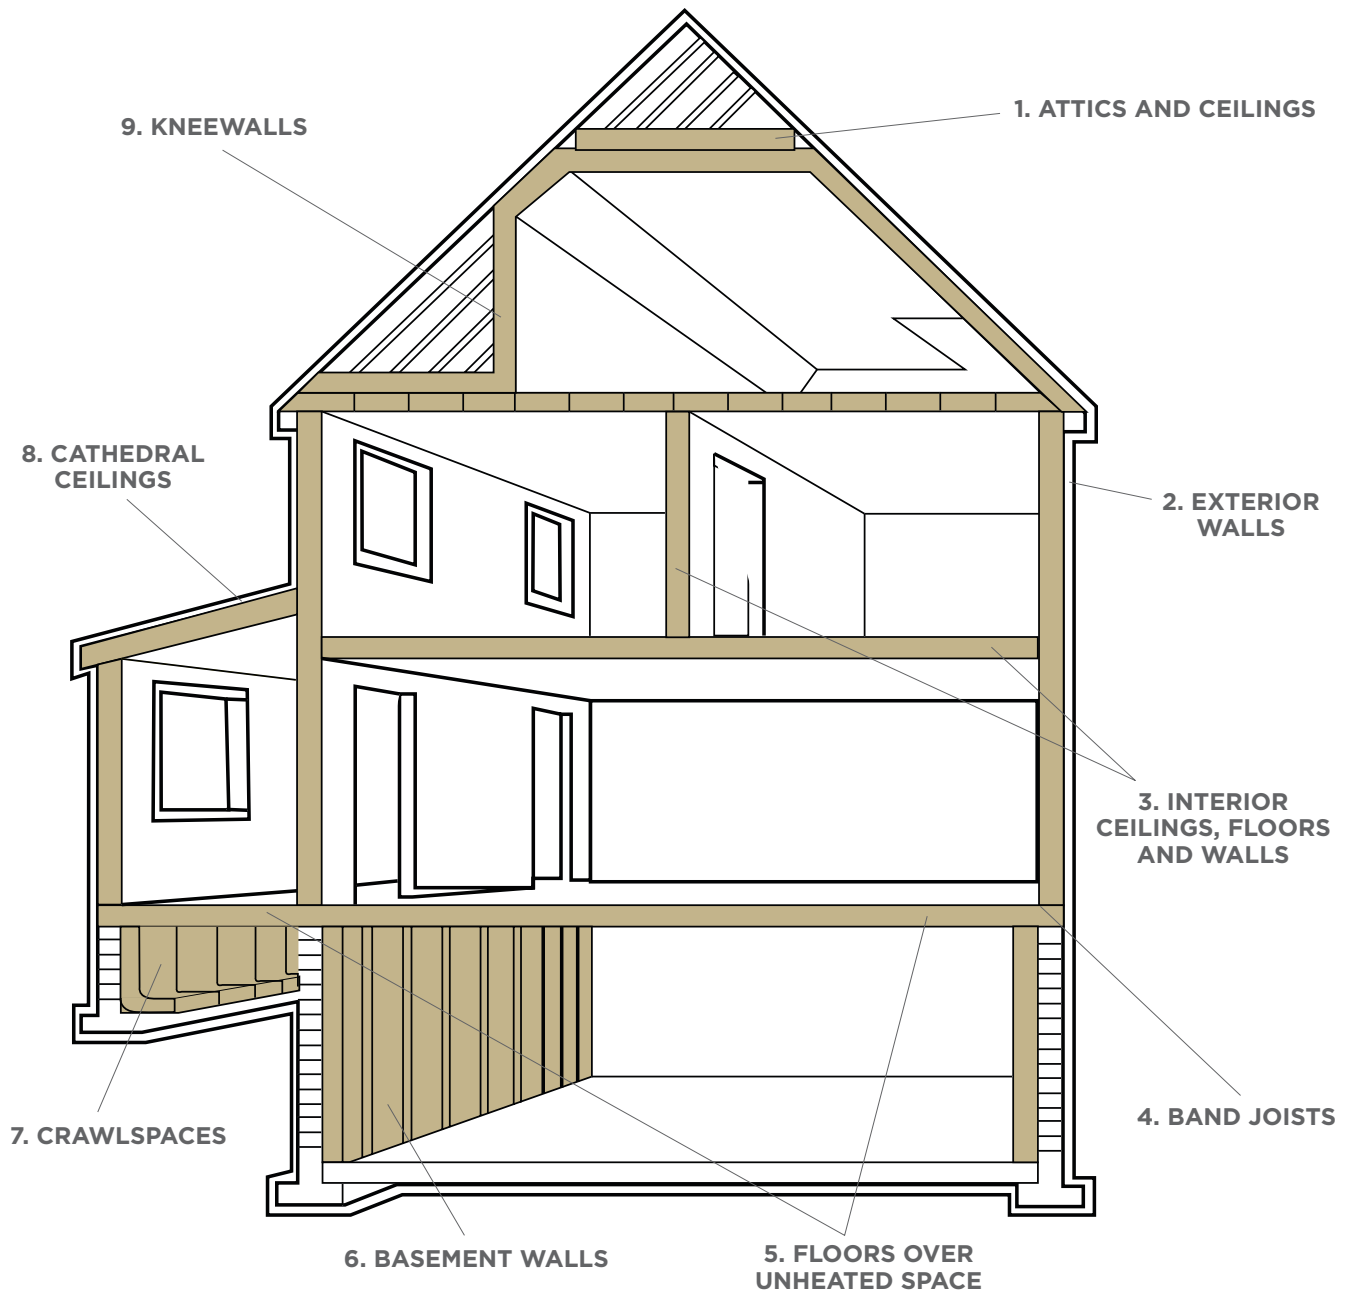 1. ATTICS AND CEILINGS
9. KNEEWALLS
8. CATHEDRAL
CEILINGS
2. EXTERIOR
WALLS
3. INTERIOR
CEILINGS, FLOORS
AND WALLS
4. BAND JOISTS
7. CRAWLSPACES
6. BASEMENT WALLS
5. FLOORS OVER
UNHEATED SPACE